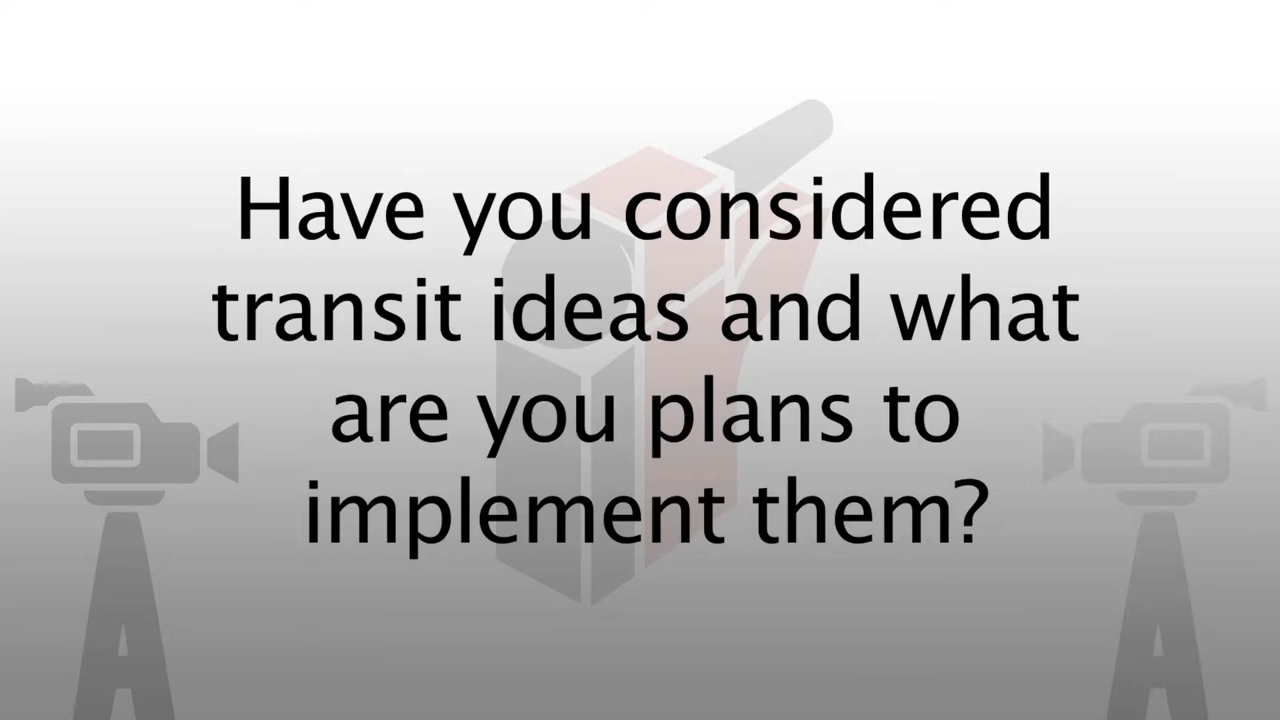 Have you considered
transit ideas and what
are you plans to
implement them?